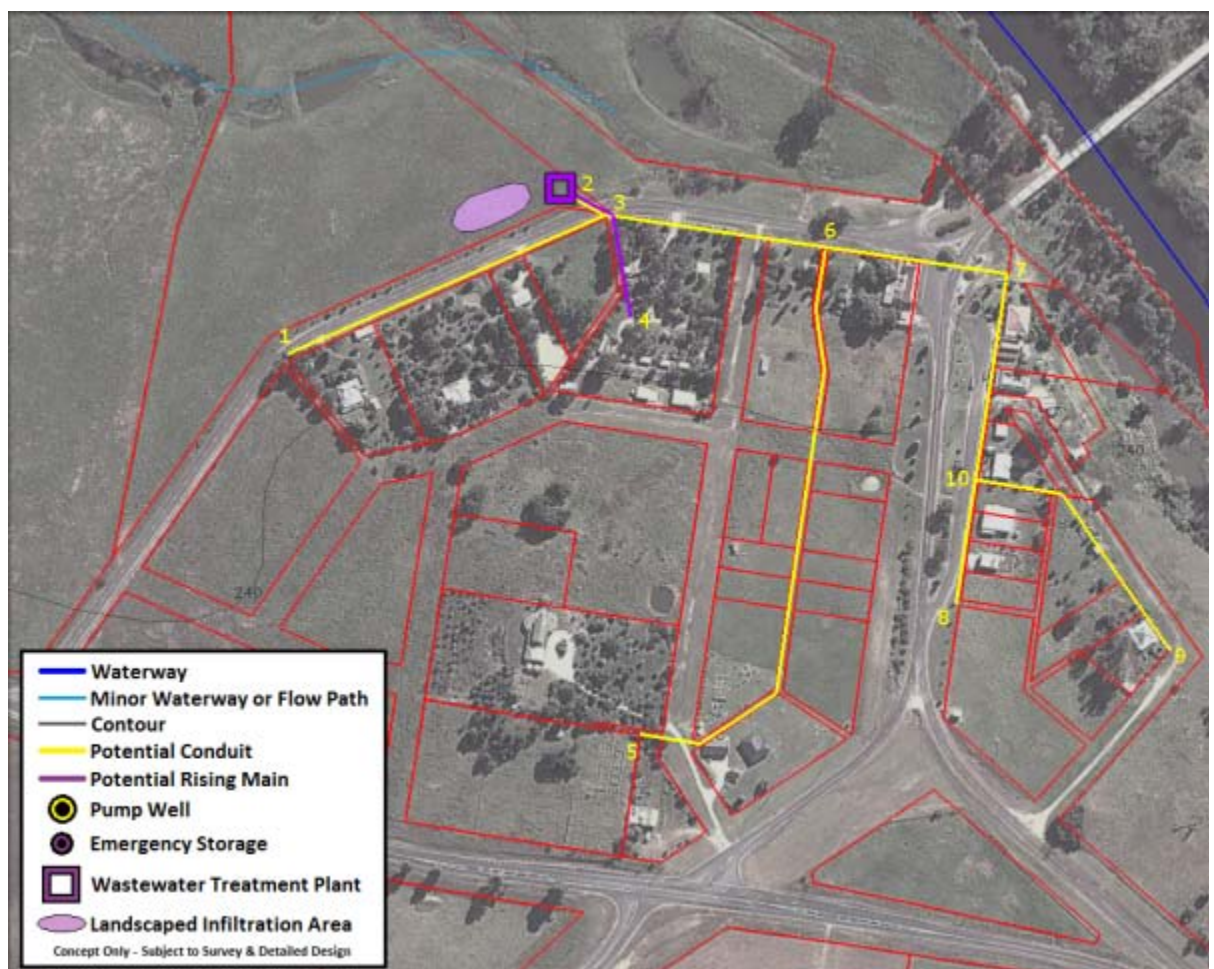 2
3
6
7
1
4
240
10
240
8
9
5
Waterway
Minor Waterway or Flow Path
Contour
Potential Conduit
Potential Rising Main
Pump Well
Emergency Storage
Wastewater Treatment Plant
Landscaped Infiltration Area
Concept Only - Subject to Survey & Detailed Design